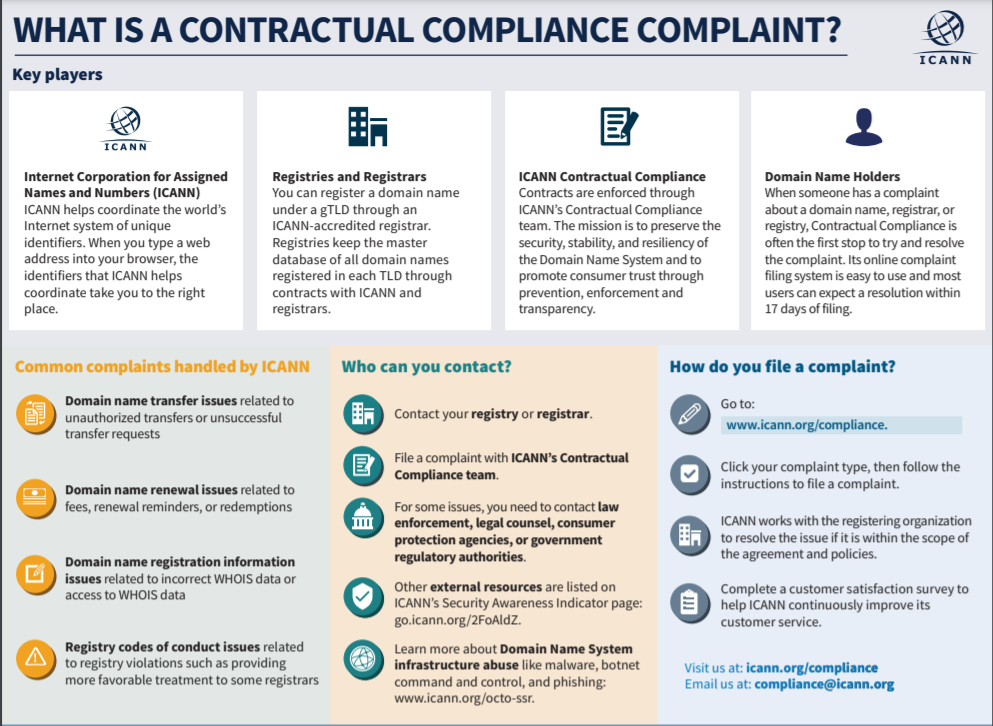 WHAT IS A CONTRACTUAL COMPLIANCE COMPLAINT?
ICANN
Key players
ICANN
Internet Corporation for Assigned
Names and Numbers (ICANN)
ICANN helps coordinate the world's
Internet system of unique
identifiers. When you type a web
address into your browser, the
identifiers that ICANN helps
coordinate take you to the right
place.
Registries and Registrars
You can register a domain name
under a gTLD through an
ICANN-accredited registrar.
Registries keep the master
database of all domain names
registered in each TLD through
contracts with ICANN and
registrars.
ICANN Contractual Compliance
Contracts are enforced through
ICANN's Contractual Compliance
team. The mission is to preserve the
security, stability, and resiliency of
the Domain Name System and to
promote consumer trust through
prevention, enforcement and
transparency.
Domain Name Holders
When someone has a complaint
about a domain name, registrar, or
registry, Contractual Compliance is
often the first stop to try and resolve
the complaint. Its online complaint
filing system is easy to use and most
users can expect a resolution within
17 days of filing.
Common complaints handled by ICANN
Domain name transfer issues related to
unauthorized transfers or unsuccessful
transfer requests
Domain name renewal issues related to
fees, renewal reminders, or redemptions
Domain name registration information
issues related to incorrect WHOIS data or
access to WHOIS data
Registry codes of conduct issues related
to registry violations such as providing
more favorable treatment to some registrars
Who can you contact?
Contact your registry or registrar.
File a complaint with ICANN's Contractual
Compliance team.
For some issues, you need to contact law
enforcement, legal counsel, consumer
protection agencies, or government
regulatory authorities.
Other external resources are listed on
ICANN's Security Awareness Indicator page:
go.icann.org/2FoAldZ.
Learn more about Domain Name System
infrastructure abuse like malware, botnet
command and control, and phishing:
www.icann.org/octo-ssr.
How do you file a complaint?
Go to:
www.icann.org/compliance.
Click your complaint type, then follow the
instructions to file a complaint.
ICANN works with the registering organization
to resolve the issue if it is within the scope of
the agreement and policies.
Complete a customer satisfaction survey to
help ICANN continuously improve its
customer service.
Visit us at: icann.org/compliance
Email us at: compliance@icann.org